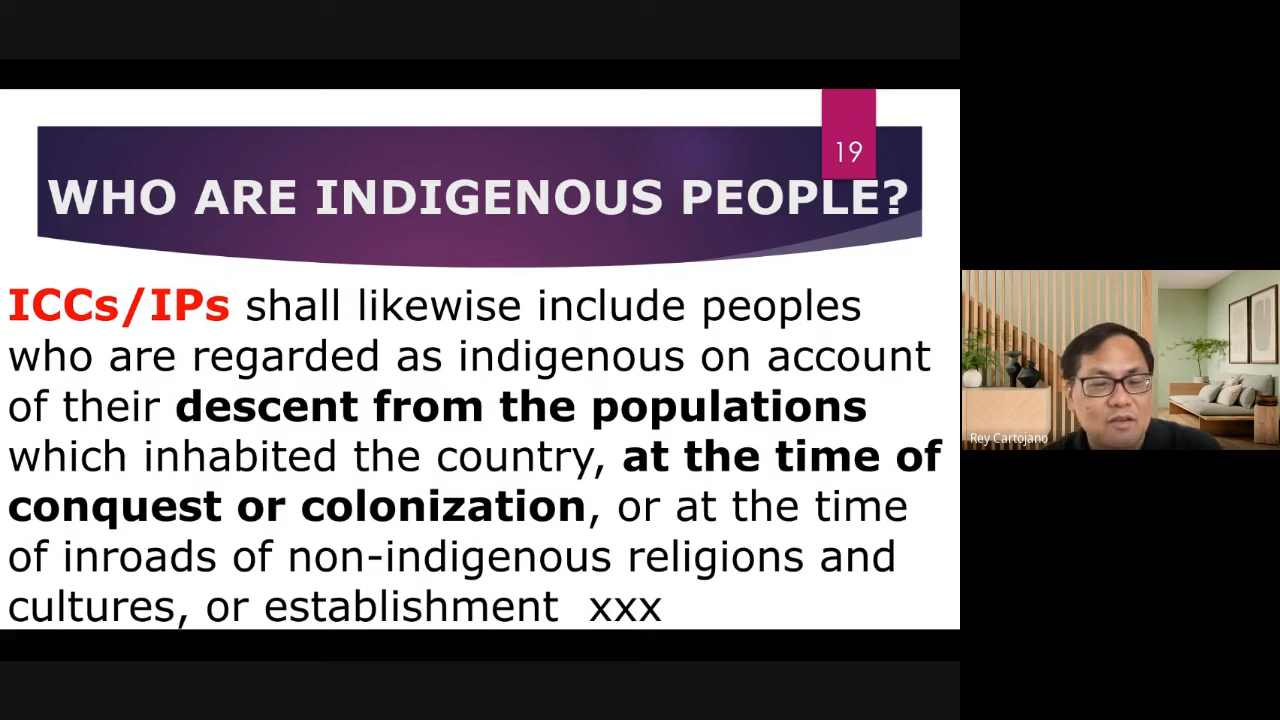 19
WHO ARE INDIGENOUS PEOPLE?
ICCs/IPs shall likewise include peoples
who are regarded as indigenous on account
of their descent from the populations
which inhabited the country, at the time of
conquest or colonization, or at the time
of inroads of non-indigenous religions and
cultures, or establishment  xxx
Rey Cartojano